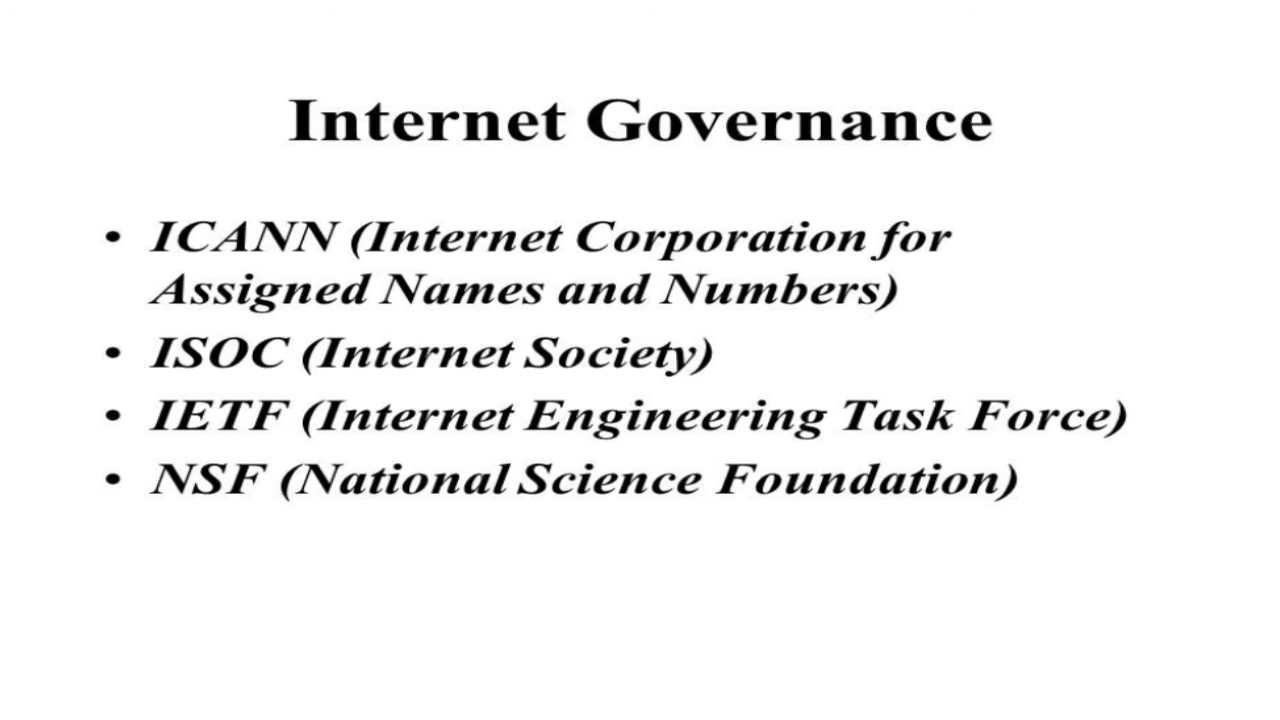 Internet Governance
• ICANN (Internet Corporation for
Assigned Names and Numbers)
• ISOC (Internet Society)
• IETF (Internet Engineering Task Force)
• NSF (National Science Foundation)